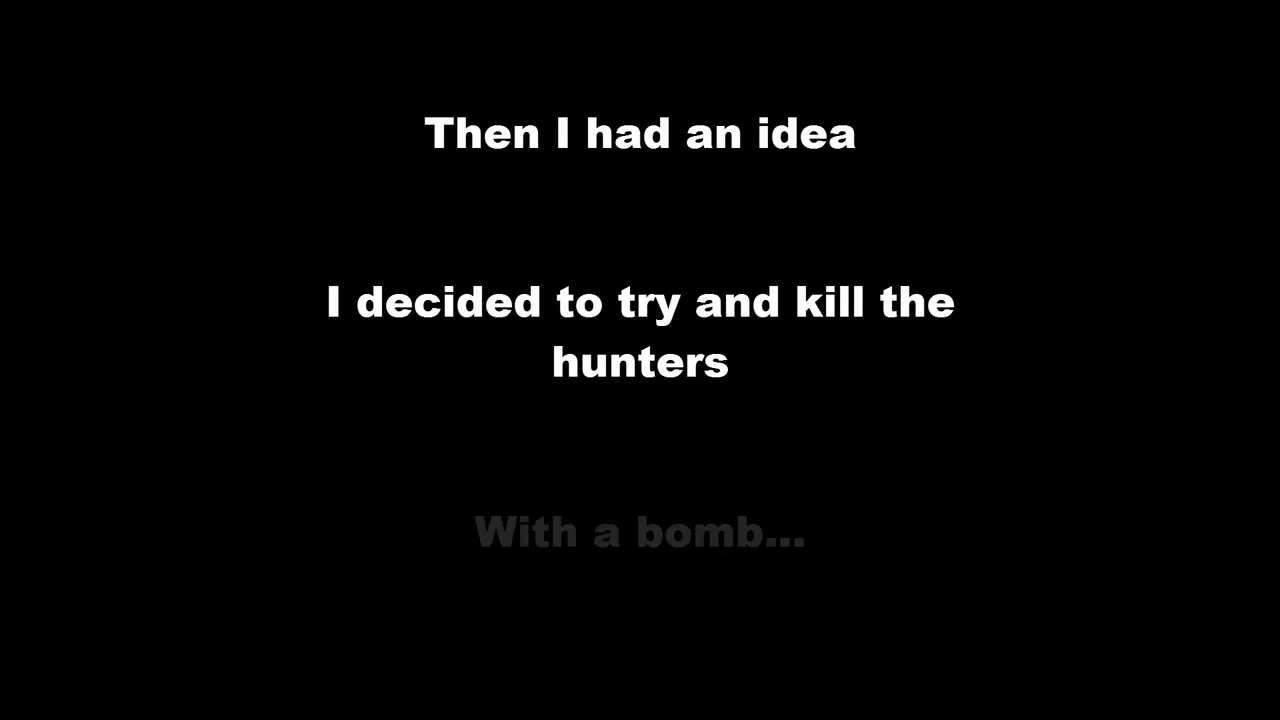 Then I had an idea
I decided to try and kill the
hunters
With a bomb...